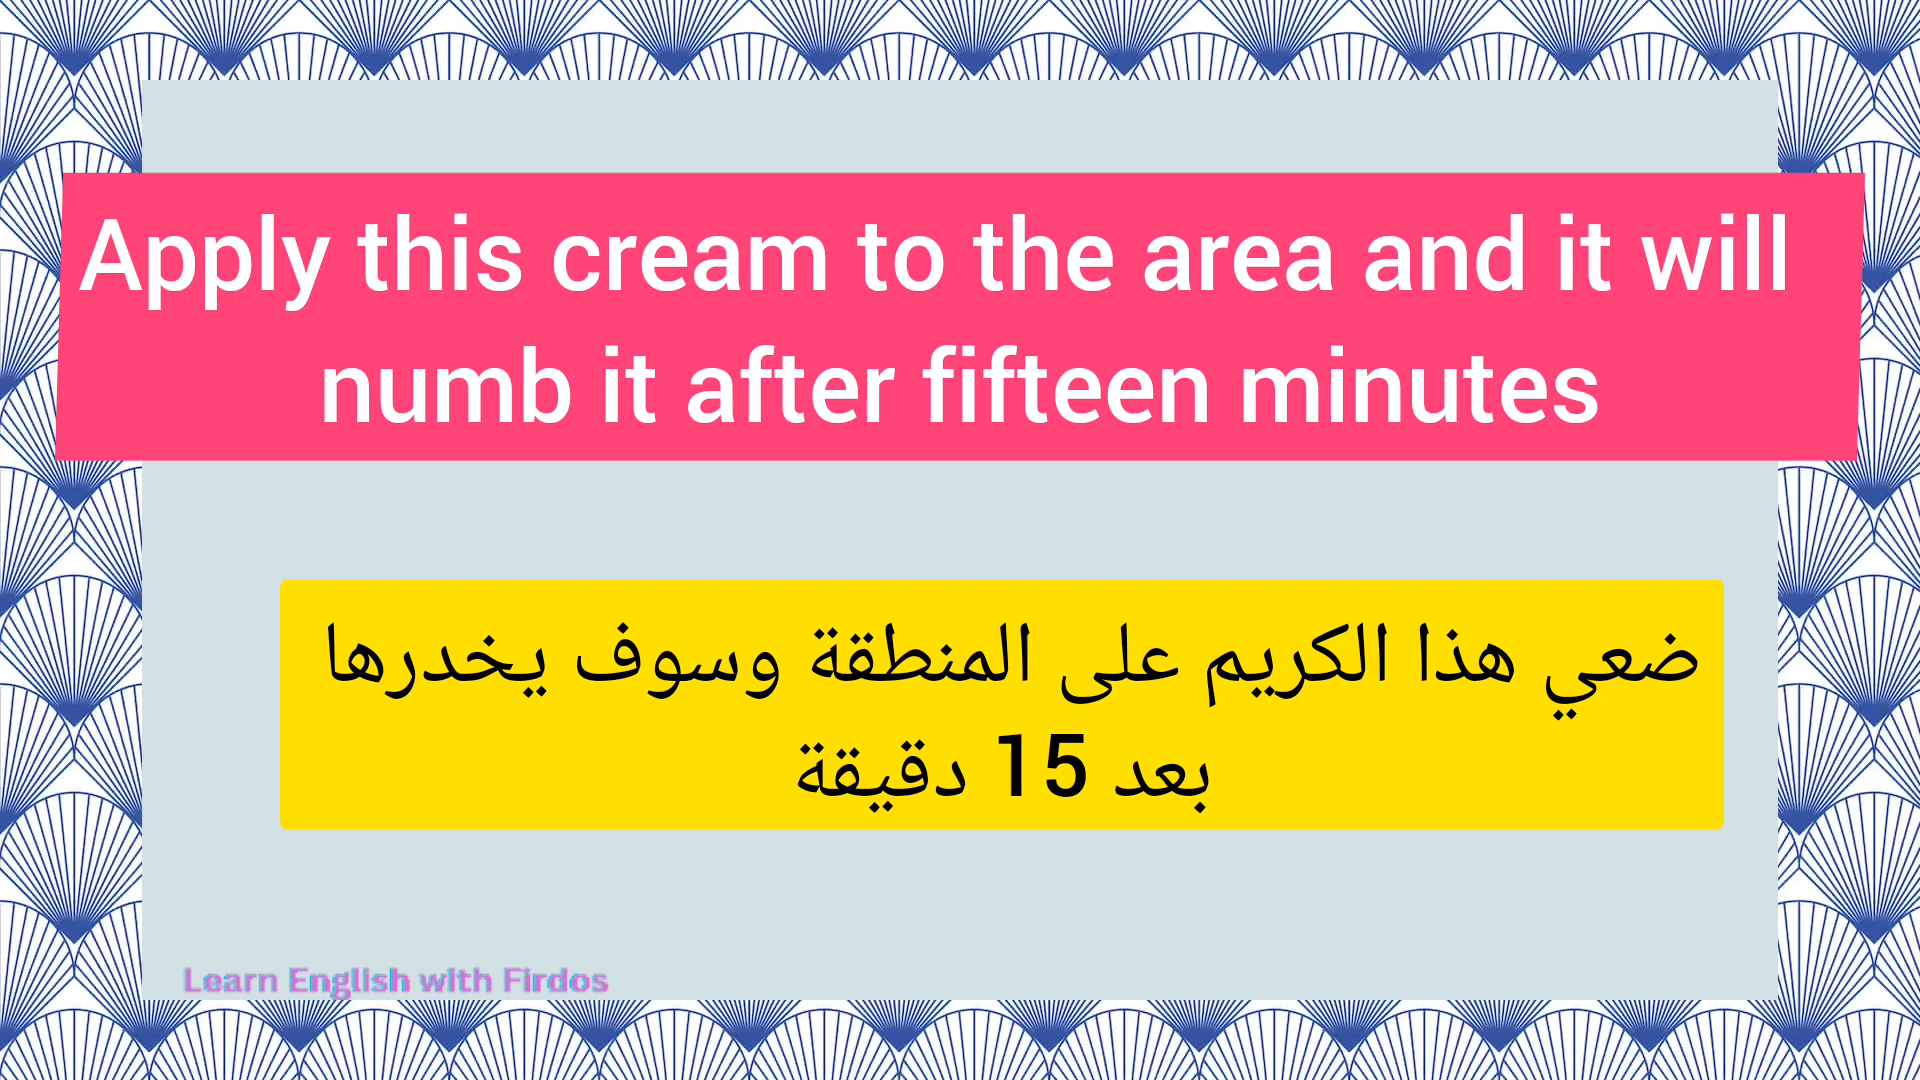 Apply this cream to the area and it will
numb it after fifteen minutes
ضعي هذا الكريم على المنطقة وسوف يخدرها
بعد 15 دقيقة
Learn English with Firdos